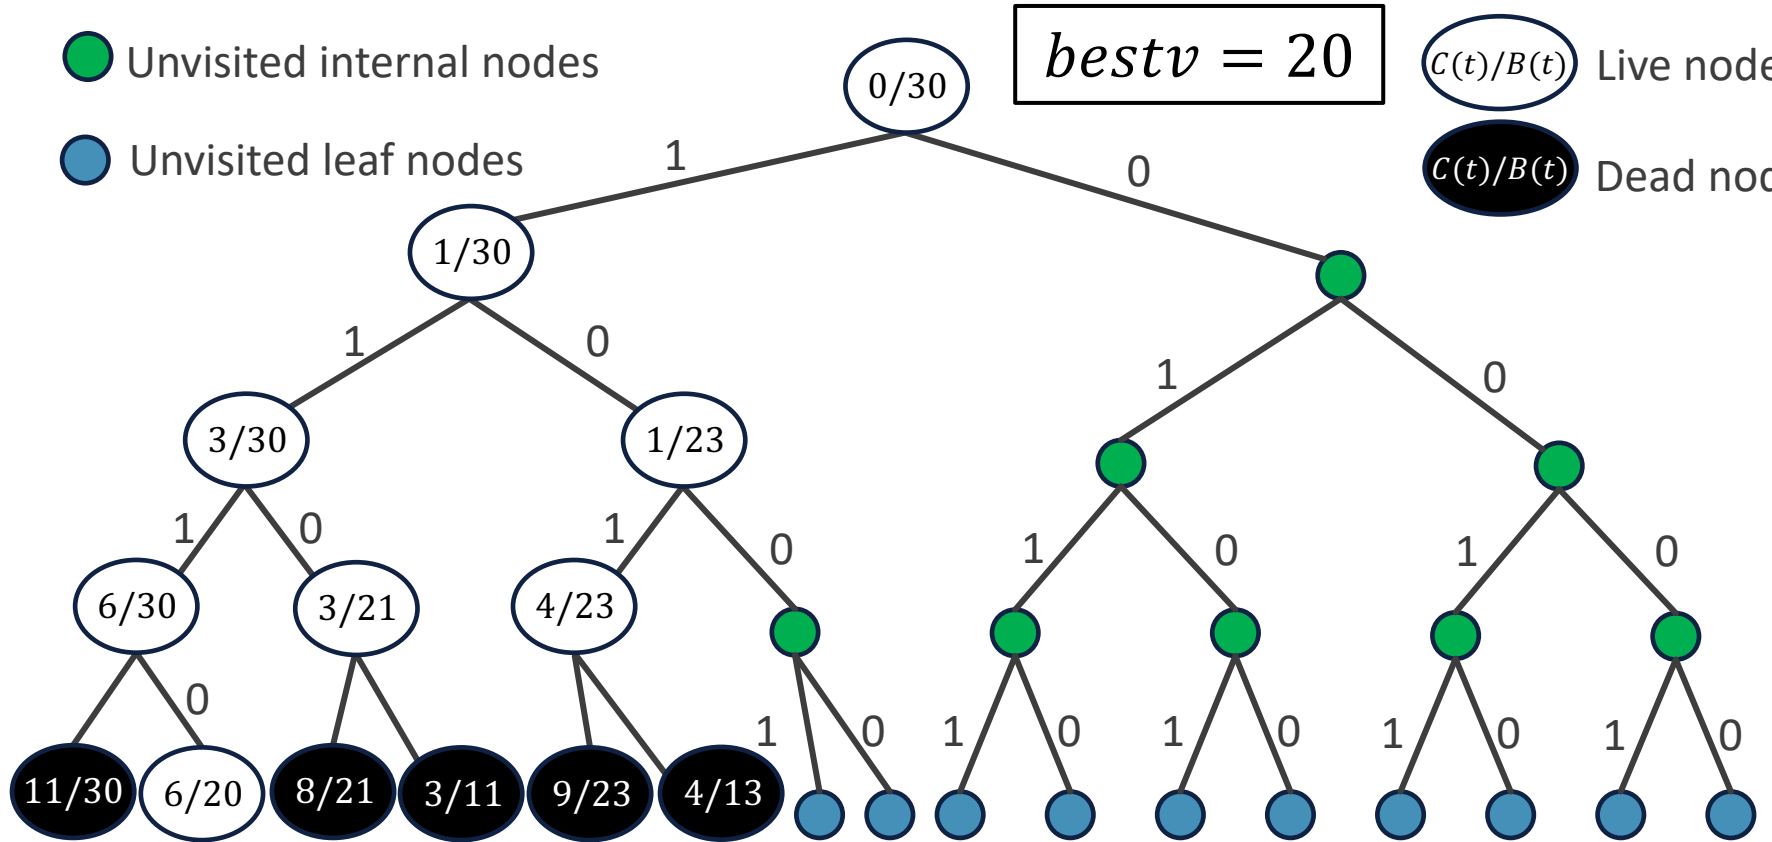 Unvisited internal nodes
Unvisited leaf nodes
bestv = 20
C(t)/B(t) Live node
C(t)/B(t) Dead nod
0/30
1 0
1/30
1 0 1 0
3/30 1/23
1 0 1 0 1 0 1 0
6/30 3/21 4/23
0 1 0 1 0 1 0 1 0 1 0
11/30 6/20 8/21 3/11 9/23 4/13